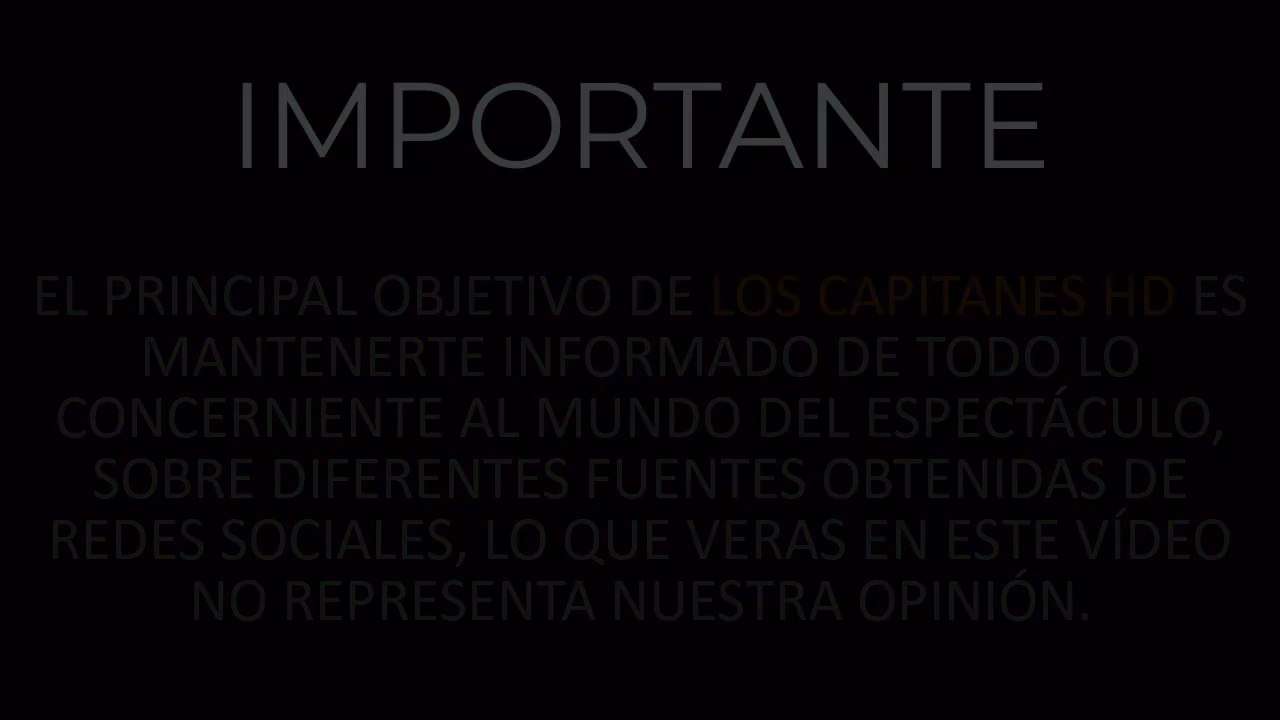 IMPORTANTE
EL PRINCIPAL OBJETIVO DE LOS CAPITANES HD ES
MANTENERTE INFORMADO DE TODO LO
CONCERNIENTE AL MUNDO DEL ESPECTÁCULO,
SOBRE DIFERENTES FUENTES OBTENIDAS DE
REDES SOCIALES, LO QUE VERAS EN ESTE VÍDEO
NO REPRESENTA NUESTRA OPINIÓN.